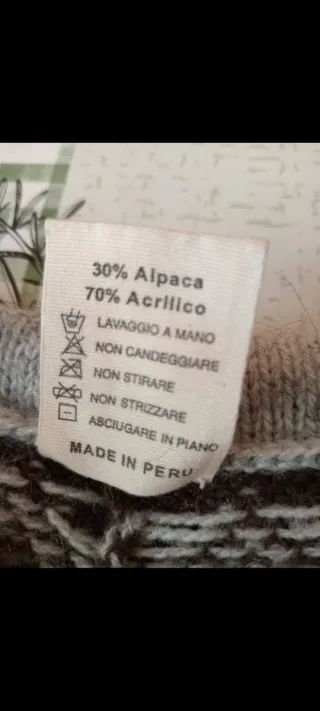 30% Alpaca
70% Acrilico
LAVAGGIO A MANO
NON CANDEGGIARE
NON STIRARE
NON STRIZZARE
ASCIUGARE IN PIANO
MADE IN PERU